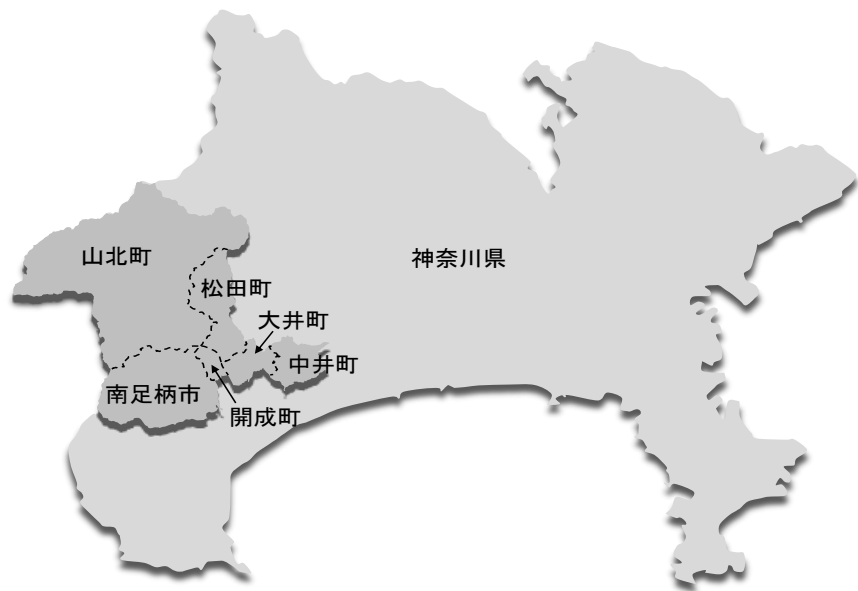 山北町
神奈川県
松田町
大井町
中井町
南足柄市
開成町